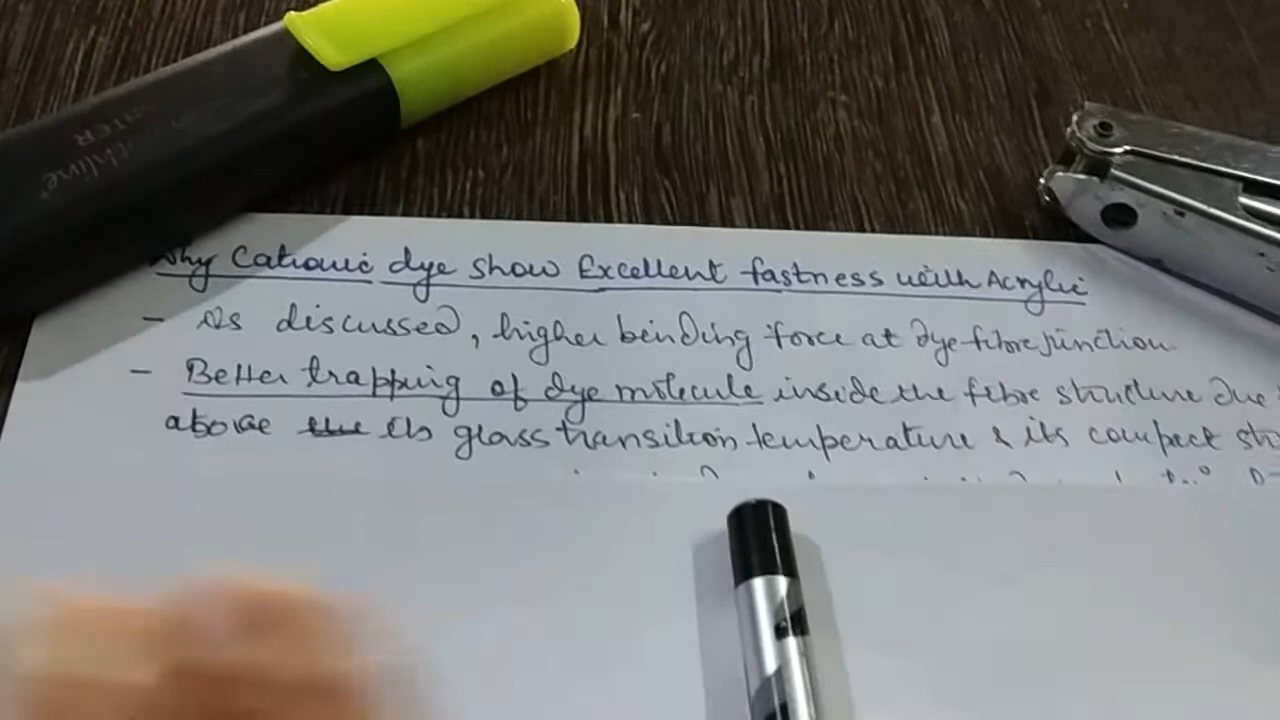 Why Cationic dye show Excellent fastness with Acrylic
- As discussed, higher binding force at dye-fibre junction
- Better trapping of dye molecule inside the fibre structure due
above its glass transition temperature & its compact